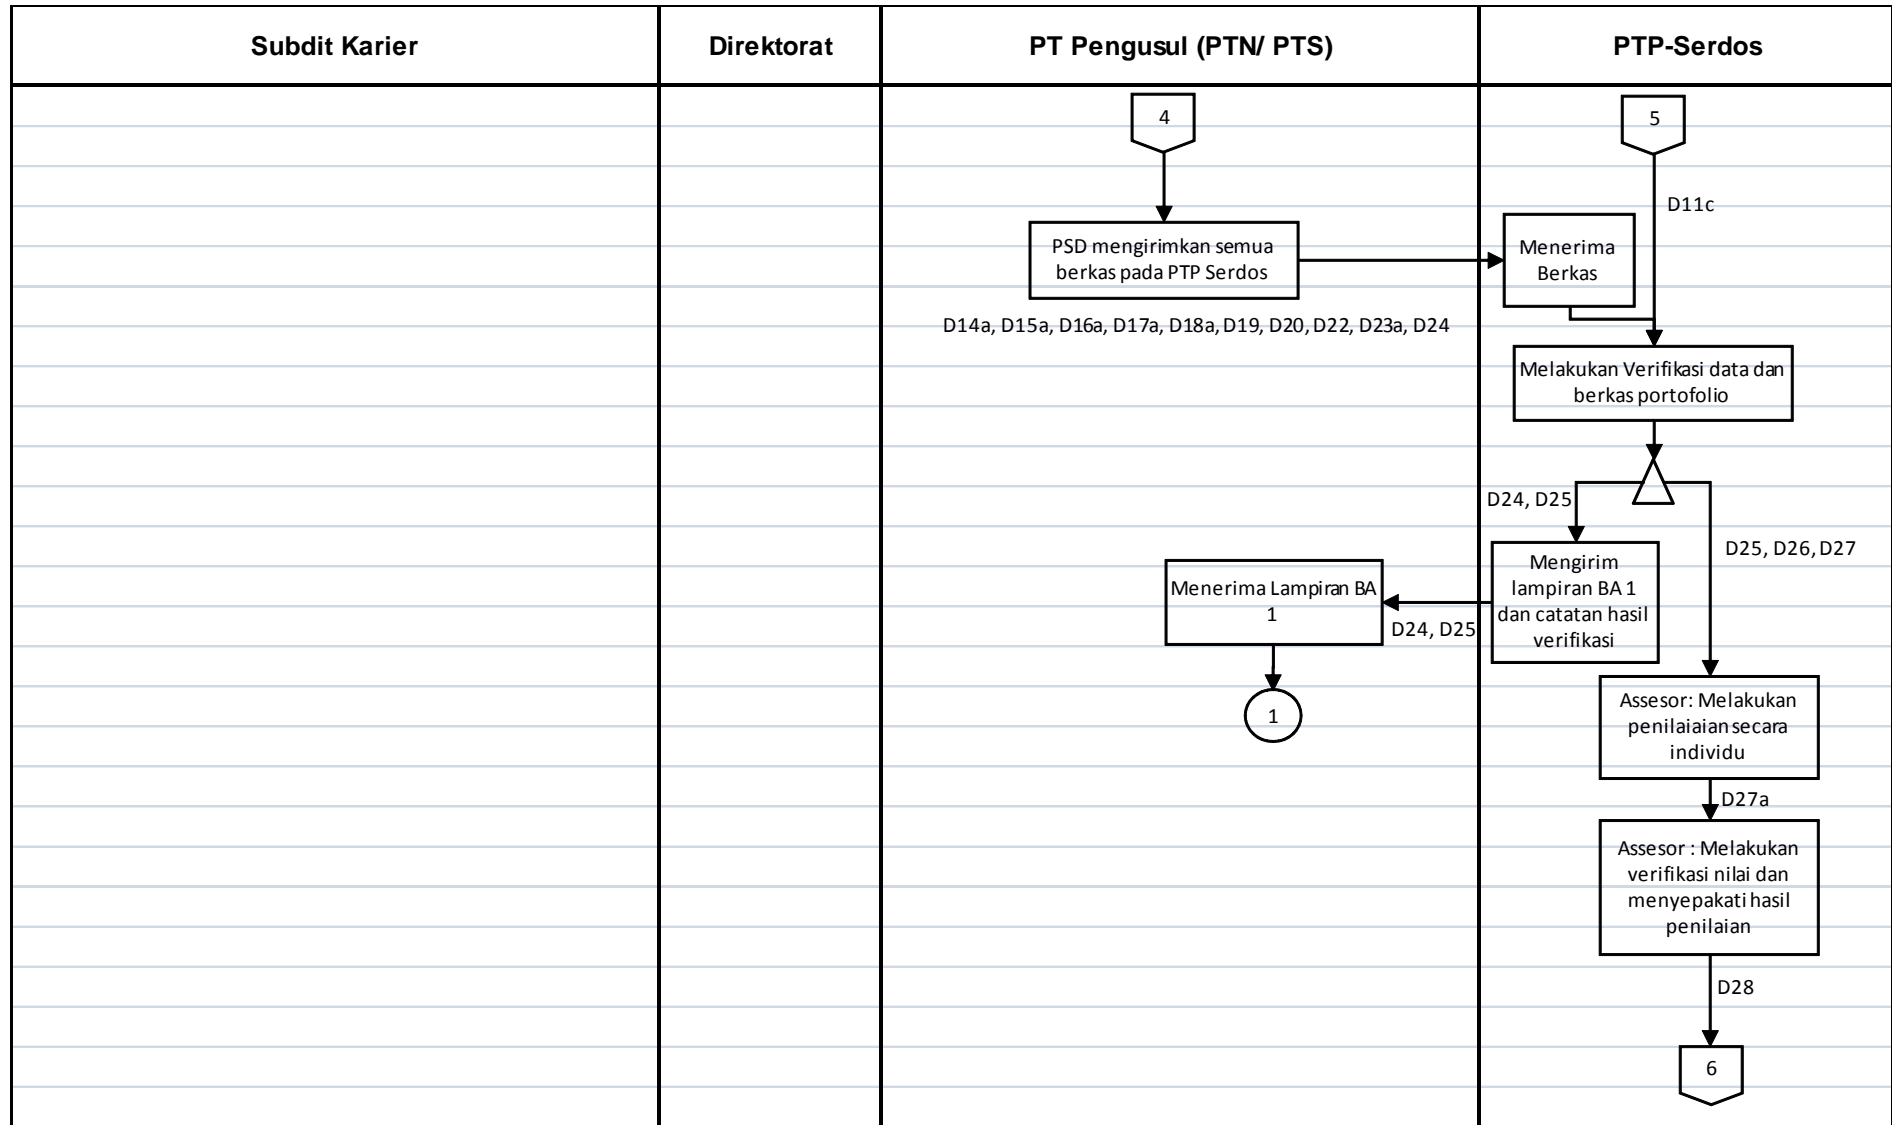 Subdit Karier
Direktorat
PT Pengusul (PTN/ PTS)
PTP-Serdos
4
5
D11c
PSD mengirimkan semua
berkas pada PTP Serdos
Menerima
Berkas
D14a, D15a, D16a, D17a, D18a, D19, D20, D22, D23a, D24
Melakukan Verifikasi data dan
berkas portofolio
D24, D25
D25, D26, D27
Mengirim
lampiran BA 1
dan catatan hasil
verifikasi
Menerima Lampiran BA
1
D24, D25
1
Assesor: Melakukan
penilaiaian secara
individu
D27a
Assesor : Melakukan
verifikasi nilai dan
menyepakati hasil
penilaian
D28
6